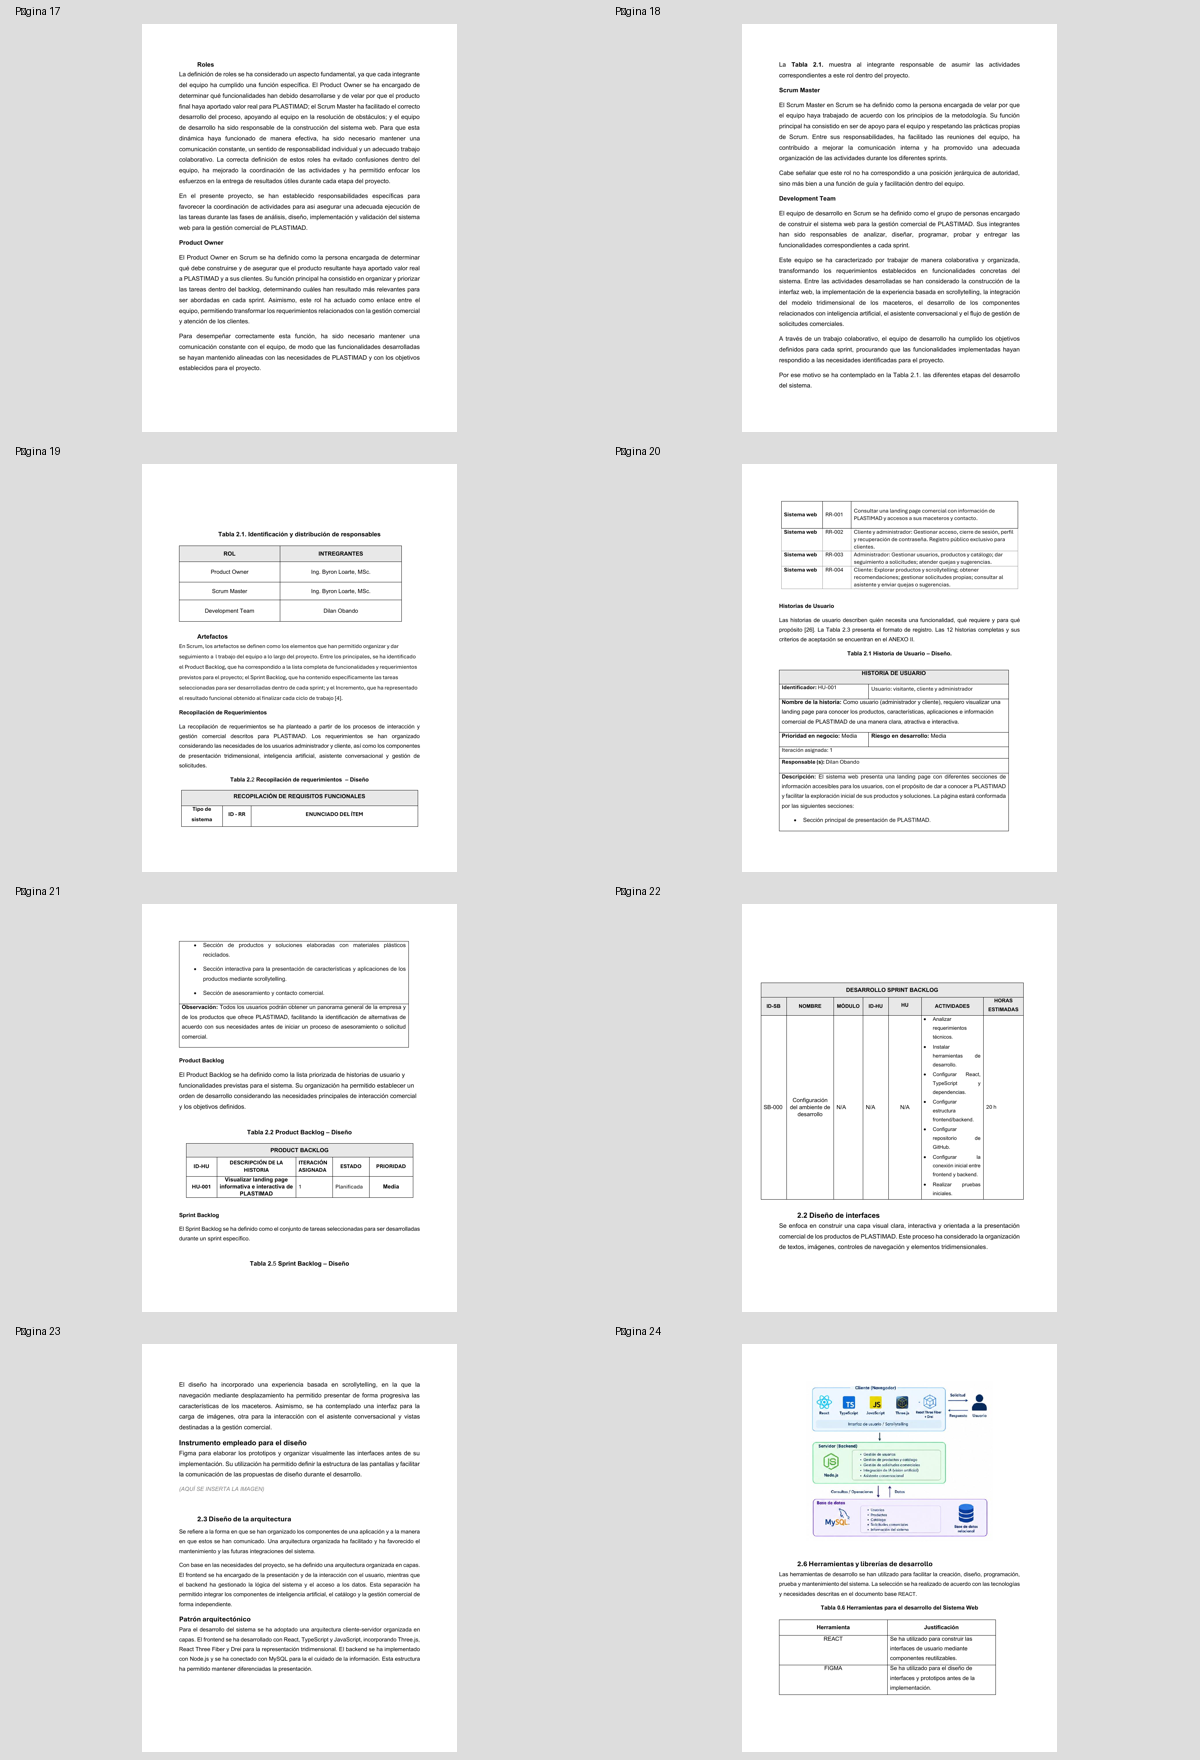 Página 17
Roles
La definición de roles se ha considerado un aspecto fundamental, ya que cada integrante
del equipo ha cumplido una función específica. El Product Owner se ha encargado de
determinar qué funcionalidades han debido desarrollarse y de velar por que el producto
final haya aportado valor real para PLASTIMAD; el Scrum Master ha facilitado el correcto
desarrollo del proceso, apoyando al equipo en la resolución de obstáculos; y el equipo
de desarrollo ha sido responsable de la construcción del sistema web. Para que esta
dinámica haya funcionado de manera efectiva, ha sido necesario mantener una
comunicación constante, un sentido de responsabilidad individual y un adecuado trabajo
colaborativo. La correcta definición de estos roles ha evitado confusiones dentro del
equipo, ha mejorado la coordinación de las actividades y ha permitido enfocar los
esfuerzos en la entrega de resultados útiles durante cada etapa del proyecto.
En el presente proyecto, se han establecido responsabilidades específicas para
favorecer la coordinación de actividades para así asegurar una adecuada ejecución de
las tareas durante las fases de análisis, diseño, implementación y validación del sistema
web para la gestión comercial de PLASTIMAD.
Product Owner
El Product Owner en Scrum se ha definido como la persona encargada de determinar
qué debe construirse y de asegurar que el producto resultante haya aportado valor real
a PLASTIMAD y a sus clientes. Su función principal ha consistido en organizar y priorizar
las tareas dentro del backlog, determinando cuáles han resultado más relevantes para
ser abordadas en cada sprint. Asimismo, este rol ha actuado como enlace entre el
equipo, permitiendo transformar los requerimientos relacionados con la gestión comercial
y atención de los clientes.
Para desempeñar correctamente esta función, ha sido necesario mantener una
comunicación constante con el equipo, de modo que las funcionalidades desarrolladas
se hayan mantenido alineadas con las necesidades de PLASTIMAD y con los objetivos
establecidos para el proyecto.
Página 18
La Tabla 2.1. muestra al integrante responsable de asumir las actividades
correspondientes a este rol dentro del proyecto.
Scrum Master
El Scrum Master en Scrum se ha definido como la persona encargada de velar por que
el equipo haya trabajado de acuerdo con los principios de la metodología. Su función
principal ha consistido en ser de apoyo para el equipo y respetando las prácticas propias
de Scrum. Entre sus responsabilidades, ha facilitado las reuniones del equipo, ha
contribuido a mejorar la comunicación interna y ha promovido una adecuada
organización de las actividades durante los diferentes sprints.
Cabe señalar que este rol no ha correspondido a una posición jerárquica de autoridad,
sino más bien a una función de guía y facilitación dentro del equipo.
Development Team
El equipo de desarrollo en Scrum se ha definido como el grupo de personas encargado
de construir el sistema web para la gestión comercial de PLASTIMAD. Sus integrantes
han sido responsables de analizar, diseñar, programar, probar y entregar las
funcionalidades correspondientes a cada sprint.
Este equipo se ha caracterizado por trabajar de manera colaborativa y organizada,
transformando los requerimientos establecidos en funcionalidades concretas del
sistema. Entre las actividades desarrolladas se han considerado la construcción de la
interfaz web, la implementación de la experiencia basada en scrollytelling, la integración
del modelo tridimensional de los maceteros, el desarrollo de los componentes
relacionados con inteligencia artificial, el asistente conversacional y el flujo de gestión de
solicitudes comerciales.
A través de un trabajo colaborativo, el equipo de desarrollo ha cumplido los objetivos
definidos para cada sprint, procurando que las funcionalidades implementadas hayan
respondido a las necesidades identificadas para el proyecto.
Por ese motivo se ha contemplado en la Tabla 2.1. las diferentes etapas del desarrollo
del sistema.
Página 19
Tabla 2.1. Identificación y distribución de responsables
ROL INTREGRANTES
Product Owner Ing. Byron Loarte, MSc.
Scrum Master Ing. Byron Loarte, MSc.
Development Team Dilan Obando
Artefactos
En Scrum, los artefactos se definen como los elementos que han permitido organizar y dar
seguimiento a l trabajo del equipo a lo largo del proyecto. Entre los principales, se ha identificado
el Product Backlog, que ha correspondido a la lista completa de funcionalidades y requerimientos
previstos para el proyecto; el Sprint Backlog, que ha contenido específicamente las tareas
seleccionadas para ser desarrolladas dentro de cada sprint; y el Incremento, que ha representado
el resultado funcional obtenido al finalizar cada ciclo de trabajo [4].
Recopilación de Requerimientos
La recopilación de requerimientos se ha planteado a partir de los procesos de interacción y
gestión comercial descritos para PLASTIMAD. Los requerimientos se han organizado
considerando las necesidades de los usuarios administrador y cliente, así como los componentes
de presentación tridimensional, inteligencia artificial, asistente conversacional y gestión de
solicitudes.
Tabla 2.2 Recopilación de requerimientos – Diseño
RECOPILACIÓN DE REQUISITOS FUNCIONALES
Tipo de
sistema
ID - RR
ENUNCIADO DEL ÍTEM
Página 20
Sistema web RR-001 Consultar una landing page comercial con información de
PLASTIMAD y accesos a sus maceteros y contacto.
Sistema web RR-002 Cliente y administrador: Gestionar acceso, cierre de sesión, perfil
y recuperación de contraseña. Registro público exclusivo para
clientes.
Sistema web RR-003 Administrador: Gestionar usuarios, productos y catálogo; dar
seguimiento a solicitudes; atender quejas y sugerencias.
Sistema web RR-004 Cliente: Explorar productos y scrollytelling; obtener
recomendaciones; gestionar solicitudes propias; consultar al
asistente y enviar quejas o sugerencias.
Historias de Usuario
Las historias de usuario describen quién necesita una funcionalidad, qué requiere y para qué
propósito [26]. La Tabla 2.3 presenta el formato de registro. Las 12 historias completas y sus
criterios de aceptación se encuentran en el ANEXO II.
Tabla 2.1 Historia de Usuario – Diseño.
HISTORIA DE USUARIO
Identificador: HU-001 Usuario: visitante, cliente y administrador
Nombre de la historia: Como usuario (administrador y cliente), requiero visualizar una
landing page para conocer los productos, características, aplicaciones e información
comercial de PLASTIMAD de una manera clara, atractiva e interactiva.
Prioridad en negocio: Media Riesgo en desarrollo: Media
Iteración asignada: 1
Responsable (s): Dilan Obando
Descripción: El sistema web presenta una landing page con diferentes secciones de
información accesibles para los usuarios, con el propósito de dar a conocer a PLASTIMAD
y facilitar la exploración inicial de sus productos y soluciones. La página estará conformada
por las siguientes secciones:
• Sección principal de presentación de PLASTIMAD.
Página 21
• Sección de productos y soluciones elaboradas con materiales plásticos
reciclados.
• Sección interactiva para la presentación de características y aplicaciones de los
productos mediante scrollytelling.
• Sección de asesoramiento y contacto comercial.
Observación: Todos los usuarios podrán obtener un panorama general de la empresa y
de los productos que ofrece PLASTIMAD, facilitando la identificación de alternativas de
acuerdo con sus necesidades antes de iniciar un proceso de asesoramiento o solicitud
comercial.
Product Backlog
El Product Backlog se ha definido como la lista priorizada de historias de usuario y
funcionalidades previstas para el sistema. Su organización ha permitido establecer un
orden de desarrollo considerando las necesidades principales de interacción comercial
y los objetivos definidos.
Tabla 2.2 Product Backlog – Diseño
PRODUCT BACKLOG
ID-HU
DESCRIPCIÓN DE LA
HISTORIA
ITERACIÓN
ASIGNADA
ESTADO
PRIORIDAD
HU-001
Visualizar landing page
informativa e interactiva de
PLASTIMAD
1
Planificada
Media
Sprint Backlog
El Sprint Backlog se ha definido como el conjunto de tareas seleccionadas para ser desarrolladas
durante un sprint específico.
Tabla 2.5 Sprint Backlog – Diseño
Página 22
DESARROLLO SPRINT BACKLOG
ID-SB NOMBRE MÓDULO ID-HU HU ACTIVIDADES HORAS
ESTIMADAS
SB-000
Configuración
del ambiente de
desarrollo
N/A
N/A
N/A
• Analizar
requerimientos
técnicos.
• Instalar
herramientas de
desarrollo.
• Configurar React,
TypeScript y
dependencias.
• Configurar
estructura
frontend/backend.
• Configurar
repositorio de
GitHub.
• Configurar la
conexión inicial entre
frontend y backend.
• Realizar pruebas
iniciales.
20 h
2.2 Diseño de interfaces
Se enfoca en construir una capa visual clara, interactiva y orientada a la presentación
comercial de los productos de PLASTIMAD. Este proceso ha considerado la organización
de textos, imágenes, controles de navegación y elementos tridimensionales.
Página 23
El diseño ha incorporado una experiencia basada en scrollytelling, en la que la
navegación mediante desplazamiento ha permitido presentar de forma progresiva las
características de los maceteros. Asimismo, se ha contemplado una interfaz para la
carga de imágenes, otra para la interacción con el asistente conversacional y vistas
destinadas a la gestión comercial.
Instrumento empleado para el diseño
Figma para elaborar los prototipos y organizar visualmente las interfaces antes de su
implementación. Su utilización ha permitido definir la estructura de las pantallas y facilitar
la comunicación de las propuestas de diseño durante el desarrollo.
(AQUÍ SE INSERTA LA IMAGEN)
2.3 Diseño de la arquitectura
Se refiere a la forma en que se han organizado los componentes de una aplicación y a la manera
en que estos se han comunicado. Una arquitectura organizada ha facilitado y ha favorecido el
mantenimiento y las futuras integraciones del sistema.
Con base en las necesidades del proyecto, se ha definido una arquitectura organizada en capas.
El frontend se ha encargado de la presentación y de la interacción con el usuario, mientras que
el backend ha gestionado la lógica del sistema y el acceso a los datos. Esta separación ha
permitido integrar los componentes de inteligencia artificial, el catálogo y la gestión comercial de
forma independiente.
Patrón arquitectónico
Para el desarrollo del sistema se ha adoptado una arquitectura cliente-servidor organizada en
capas. El frontend se ha desarrollado con React, TypeScript y JavaScript, incorporando Three.js,
React Three Fiber y Drei para la representación tridimensional. El backend se ha implementado
con Node.js y se ha conectado con MySQL para la el cuidado de la información. Esta estructura
ha permitido mantener diferenciadas la presentación.
Página 24
Cliente (Navegador)
React TypeScript JavaScript Three.js React Three Fiber
+ Drei
Interfaz de usuario / Scrollytelling
Solicitud
Respuesta
Usuario
Servidor (Backend)
Node.js
• Gestión de usuarios
• Gestión de productos y catálogo
• Gestión de solicitudes comerciales
• Integración de IA (visión artificial)
• Asistente conversacional
Consultas / Operaciones Datos
Base de datos
MySQL
• Usuarios
• Productos
• Catálogo
• Solicitudes comerciales
• Información del sistema
Base de datos
relacional
2.6 Herramientas y librerías de desarrollo
Las herramientas de desarrollo se han utilizado para facilitar la creación, diseño, programación,
prueba y mantenimiento del sistema. La selección se ha realizado de acuerdo con las tecnologías
y necesidades descritas en el documento base REACT.
Tabla 0.6 Herramientas para el desarrollo del Sistema Web
Herramienta Justificación
REACT Se ha utilizado para construir las
interfaces de usuario mediante
componentes reutilizables.
FIGMA Se ha utilizado para el diseño de
interfaces y prototipos antes de la
implementación.